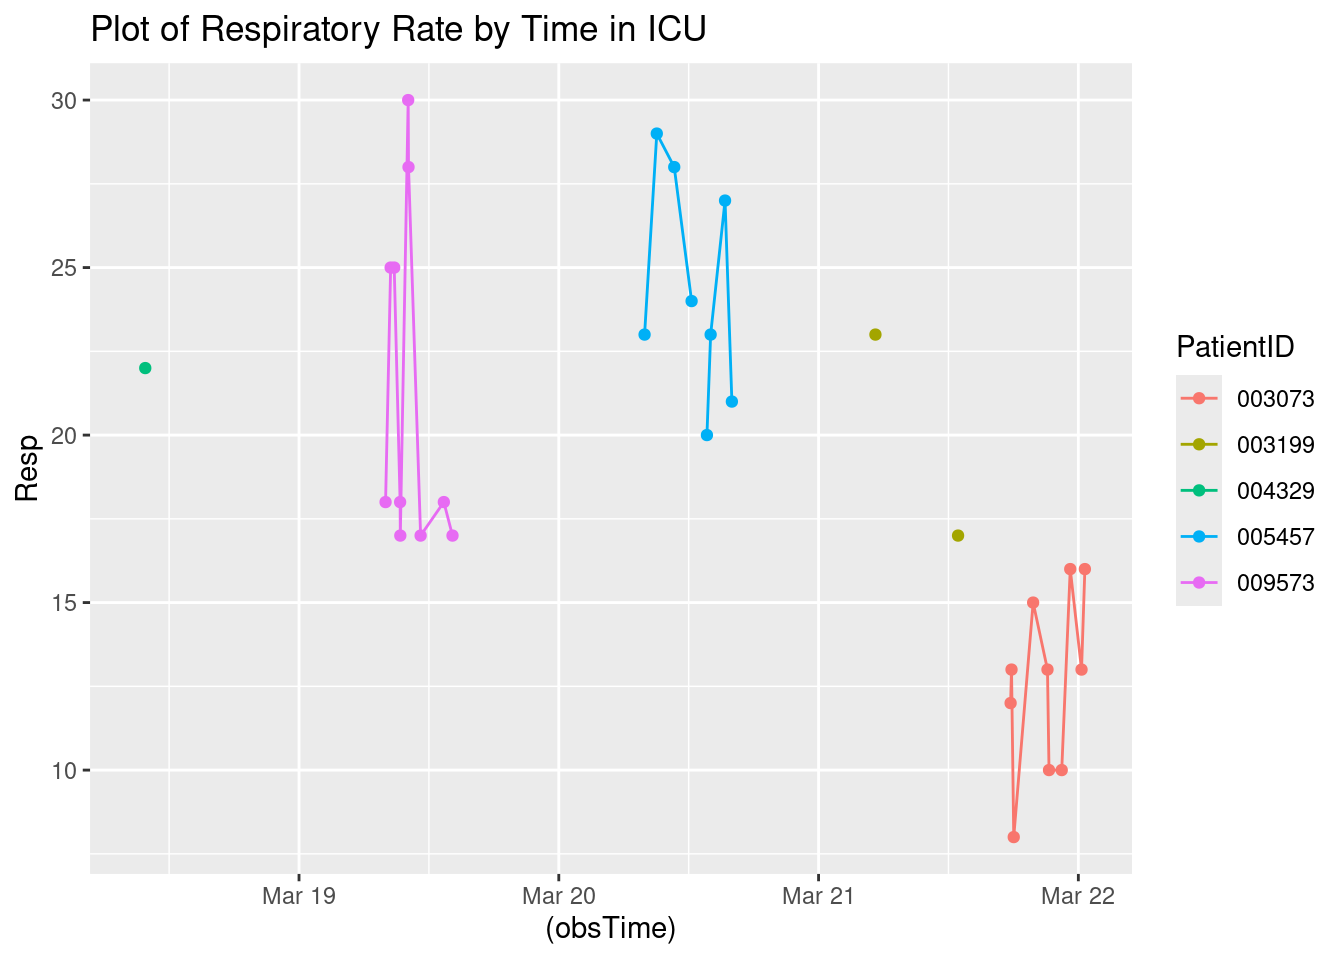 Plot of Respiratory Rate by Time in ICU
30
25
20
15
10
Resp
Mar 19
Mar 20
Mar 21
Mar 22
(obsTime)
PatientID
003073
003199
004329
005457
009573